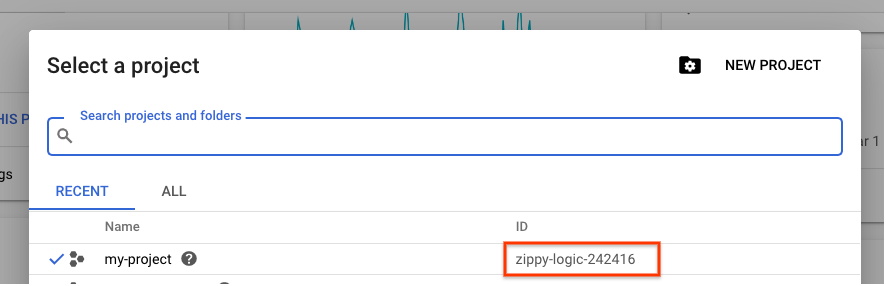 Select a project
NEW PROJECT
Search projects and folders
HIS P
ar 1
gs
RECENT ALL
Name ID
my-project zippy-logic-242416